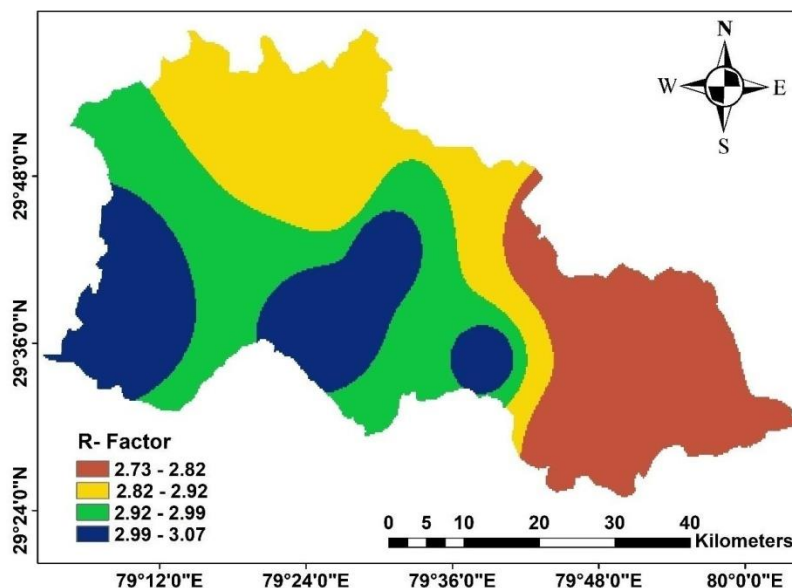 N
W E
S
29°48'0"N
29°36'0"N
29°24'0"N
R- Factor
2.73 - 2.82
2.82 - 2.92
2.92 - 2.99
2.99 - 3.07
0 5 10 20 30 40
Kilometers
79°12'0"E 79°24'0"E 79°36'0"E 79°48'0"E 80°0'0"E